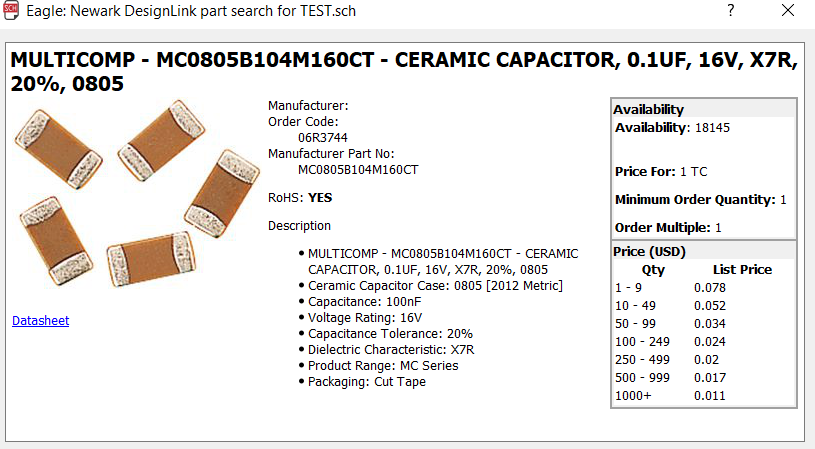 SCH Eagle: Newark DesignLink part search for TEST.sch
?
MULTICOMP - MC0805B104M160CT - CERAMIC CAPACITOR, 0.1UF, 16V, X7R,
20%, 0805
Manufacturer:
Order Code:
06R3744
Manufacturer Part No:
MC0805B104M160CT
RoHS: YES
Description
MULTICOMP - MC0805B104M160CT - CERAMIC
CAPACITOR, 0.1UF, 16V, X7R, 20%, 0805
Ceramic Capacitor Case: 0805 [2012 Metric]
Capacitance: 100nF
Voltage Rating: 16V
Capacitance Tolerance: 20%
Dielectric Characteristic: X7R
Product Range: MC Series
Packaging: Cut Tape
Datasheet
Availability
Availability: 18145
Price For: 1 TC
Minimum Order Quantity: 1
Order Multiple: 1
Price (USD)
Qty List Price
1 - 9 0.078
10 - 49 0.052
50 - 99 0.034
100 - 249 0.024
250 - 499 0.02
500 - 999 0.017
1000+ 0.011